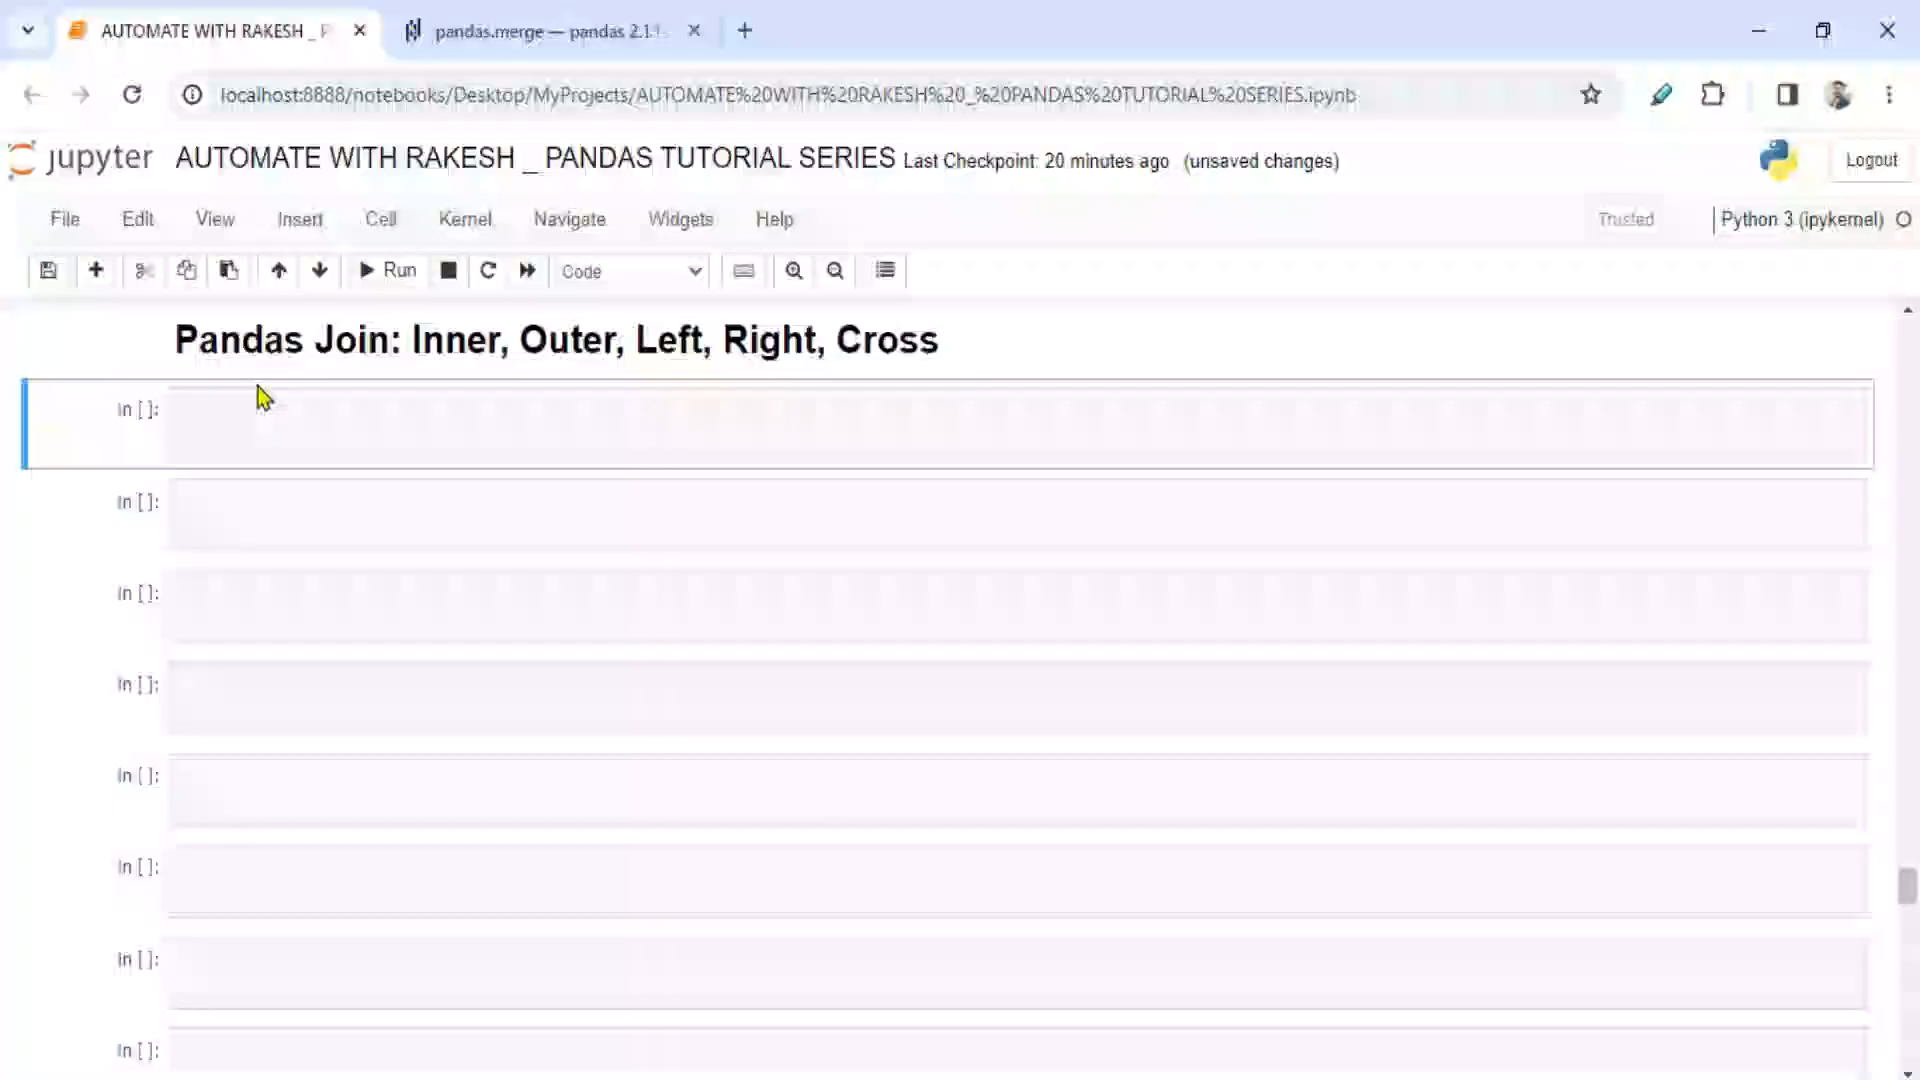 AUTOMATE WITH RAKESH _ P
pandas.merge — pandas 2.1.1
localhost:8888/notebooks/Desktop/MyProjects/AUTOMATE%20WITH%20RAKESH%20_%20PANDAS%20TUTORIAL%20SERIES.ipynb
jupyter AUTOMATE WITH RAKESH _ PANDAS TUTORIAL SERIES Last Checkpoint: 20 minutes ago (unsaved changes) Logout
File Edit View Insert Cell Kernel Navigate Widgets Help Trusted Python 3 (ipykernel)
Run Code
Pandas Join: Inner, Outer, Left, Right, Cross
In [ ]:
In [ ]:
In [ ]:
In [ ]:
In [ ]:
In [ ]:
In [ ]:
In [ ]: